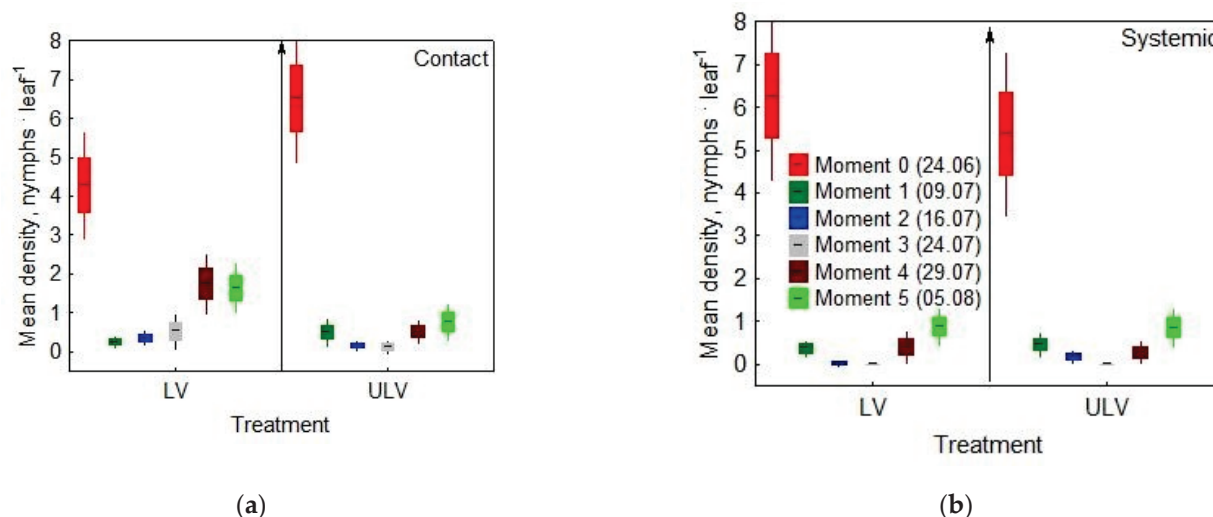 8
7
6
5
4
3
2
1
0
Mean density, nymphs · leaf⁻¹
Contact
LV
ULV
Treatment
(a)
8
7
6
5
4
3
2
1
0
Mean density, nymphs · leaf⁻¹
Systemic
Moment 0 (24.06)
Moment 1 (09.07)
Moment 2 (16.07)
Moment 3 (24.07)
Moment 4 (29.07)
Moment 5 (05.08)
LV
ULV
Treatment
(b)